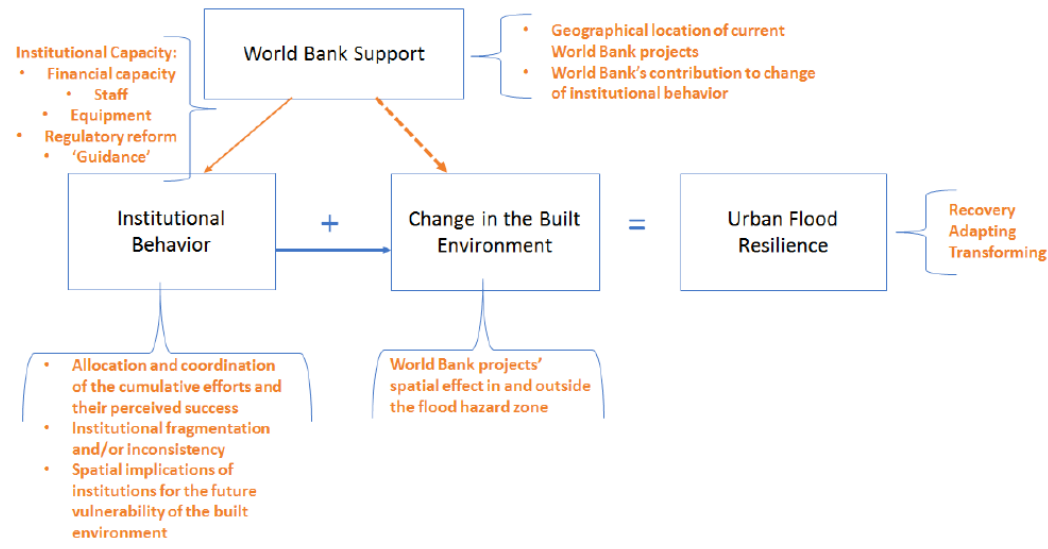 Institutional Capacity:
• Financial capacity
• Staff
• Equipment
• Regulatory reform
• ‘Guidance’
World Bank Support
• Geographical location of current
World Bank projects
• World Bank’s contribution to change
of institutional behavior
Institutional
Behavior
+
Change in the Built
Environment
=
Urban Flood
Resilience
Recovery
Adapting
Transforming
• Allocation and coordination
of the cumulative efforts and
their perceived success
• Institutional fragmentation
and/or inconsistency
• Spatial implications of
institutions for the future
vulnerability of the built
environment
World Bank projects’
spatial effect in and outside
the flood hazard zone